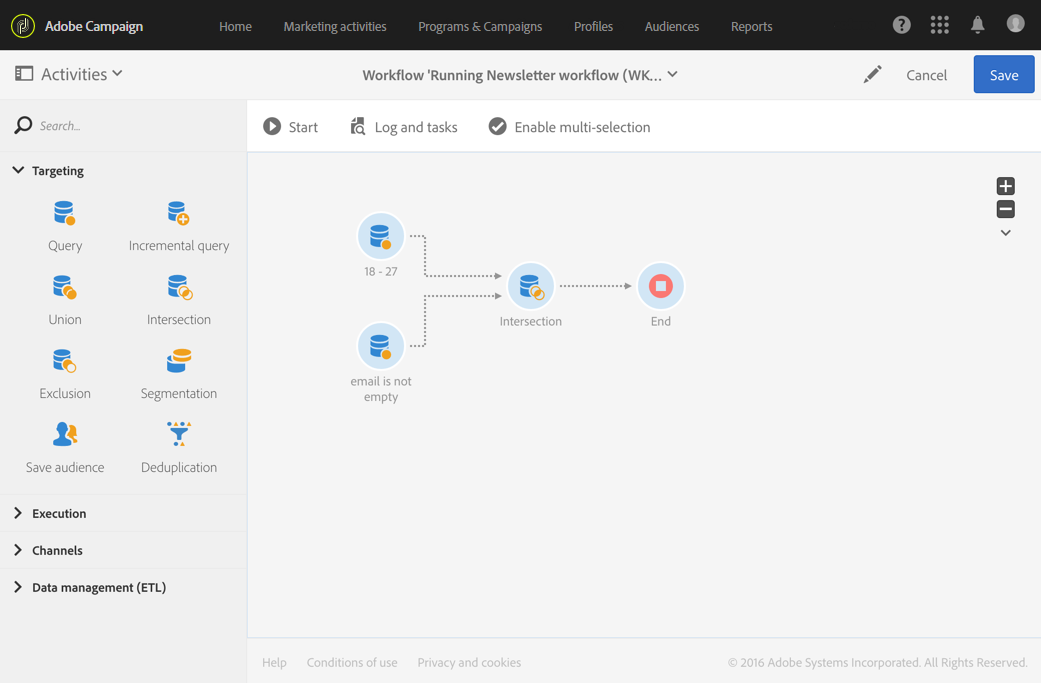 Adobe Campaign Home Marketing activities Programs & Campaigns Profiles Audiences Reports
Activities Workflow 'Running Newsletter workflow (WK... Cancel Save
Search...
Start Log and tasks Enable multi-selection
Targeting
Query Incremental query
Union Intersection
Exclusion Segmentation
Save audience Deduplication
Execution
Channels
Data management (ETL)
18 - 27
Intersection
End
email is not
empty
Help Conditions of use Privacy and cookies © 2016 Adobe Systems Incorporated. All Rights Reserved.